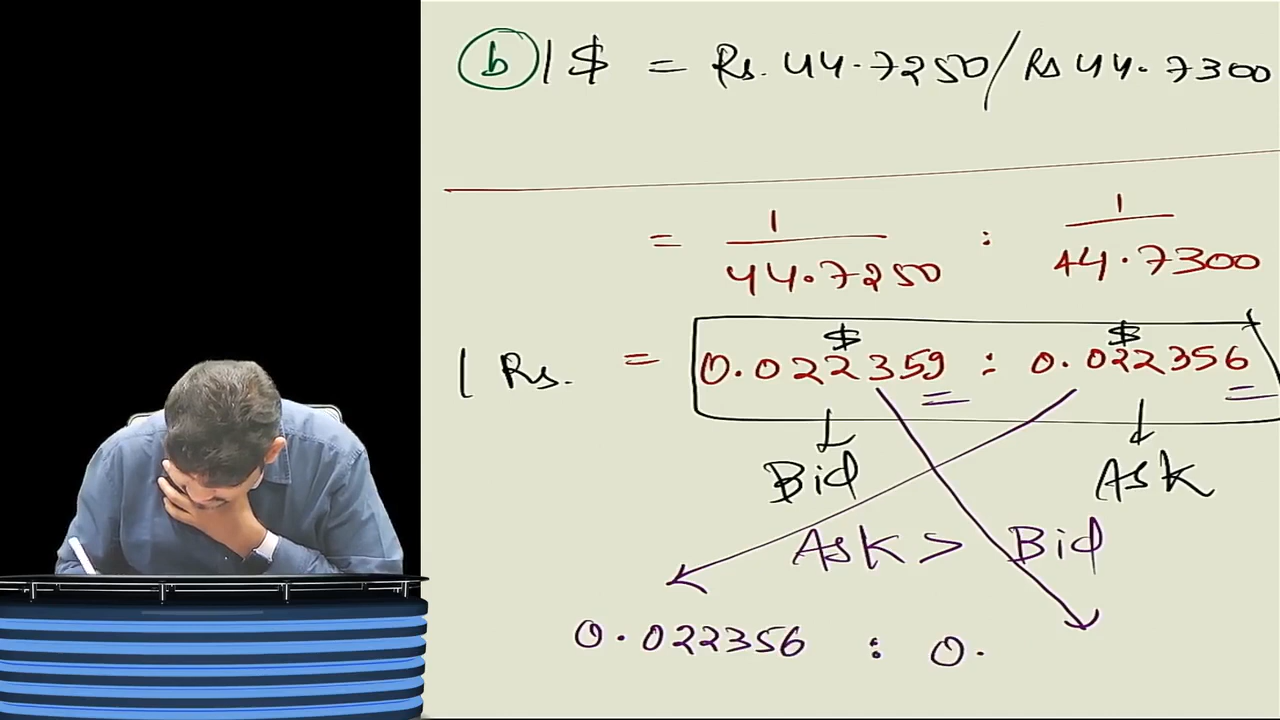 b 1 $ = Rs. 44.7250/Rs 44.7300
= 1/44.7250 : 1/44.7300
$ $
1 Rs. = 0.022359 : 0.022356
Bid Ask
Ask > Bid
0.022356 : 0.